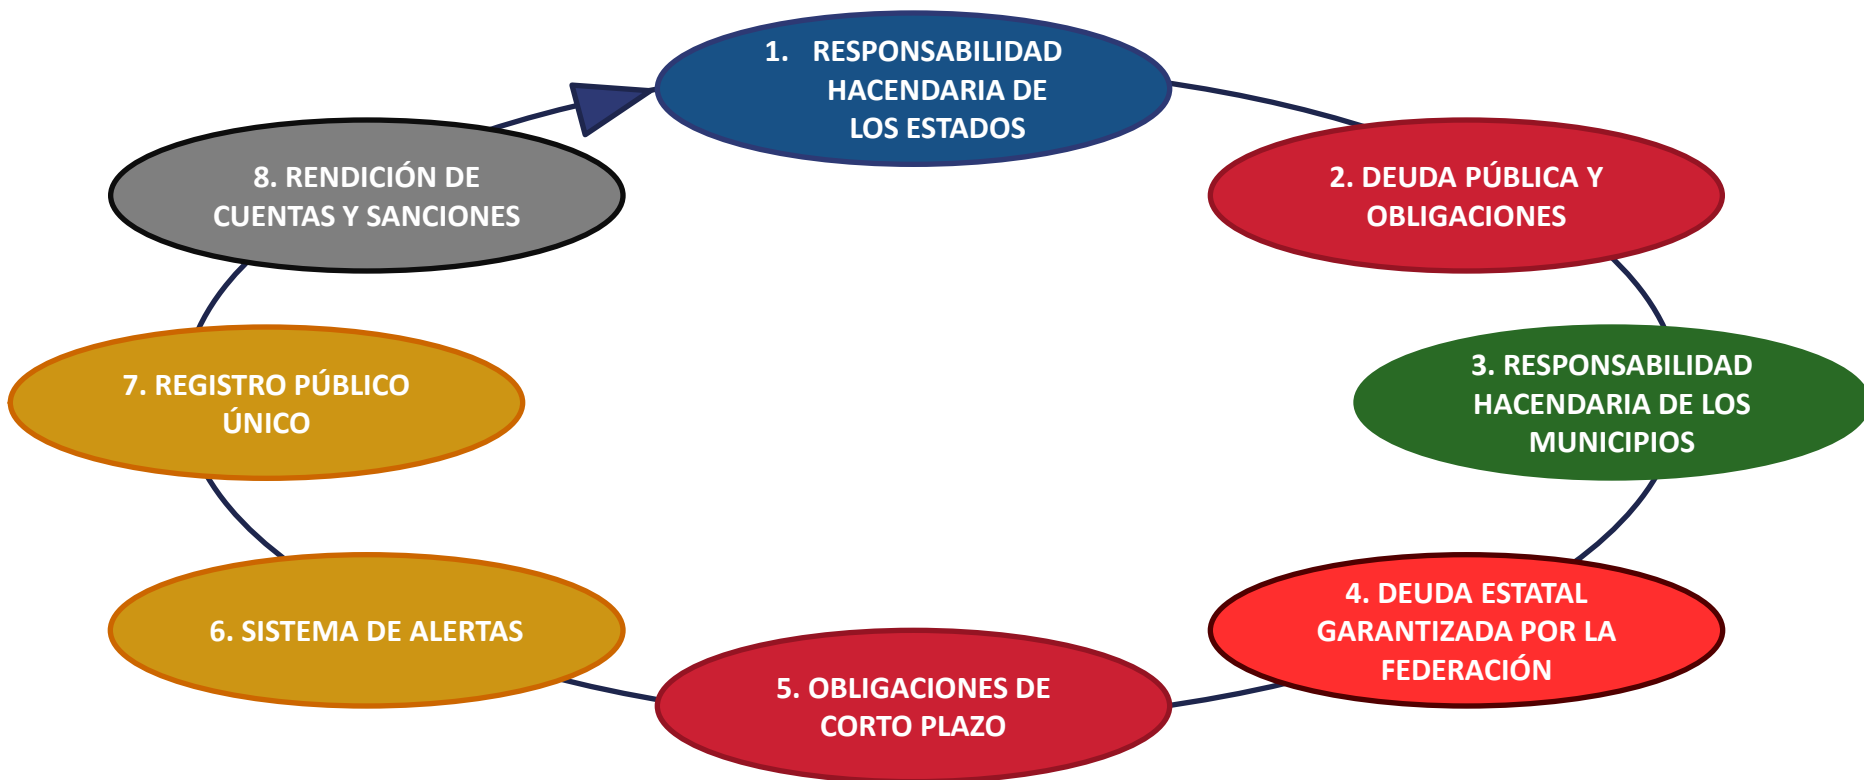 1. RESPONSABILIDAD
HACENDARIA DE
LOS ESTADOS
2. DEUDA PÚBLICA Y
OBLIGACIONES
3. RESPONSABILIDAD
HACENDARIA DE LOS
MUNICIPIOS
4. DEUDA ESTATAL
GARANTIZADA POR LA
FEDERACIÓN
5. OBLIGACIONES DE
CORTO PLAZO
6. SISTEMA DE ALERTAS
7. REGISTRO PÚBLICO
ÚNICO
8. RENDICIÓN DE
CUENTAS Y SANCIONES